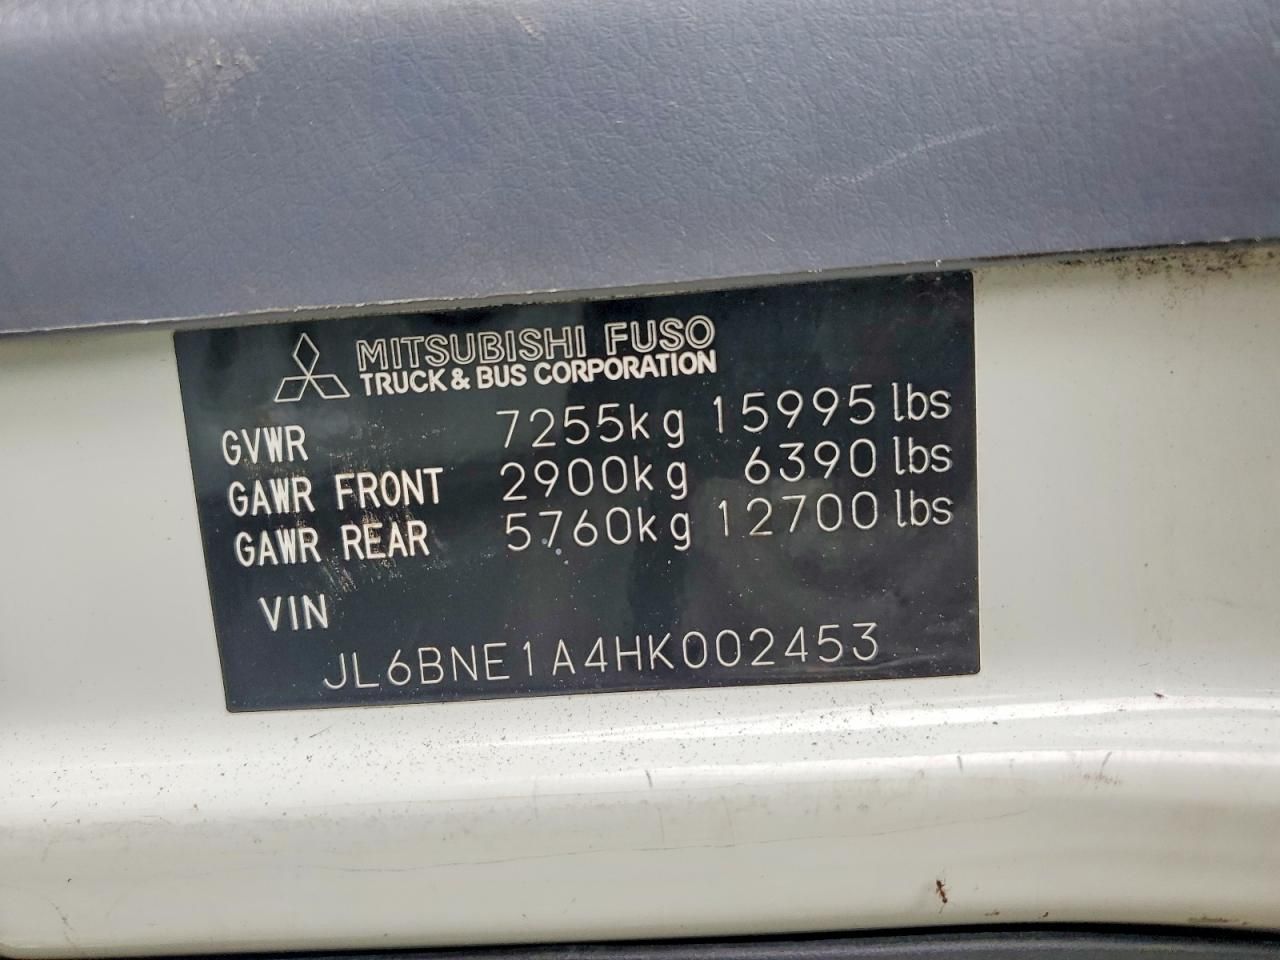 MITSUBISHI FUSO
TRUCK & BUS CORPORATION
GVWR 7255kg 15995 lbs
GAWR FRONT 2900kg 6390 lbs
GAWR REAR 5760kg 12700 lbs
VIN
JL6BNE1A4HK002453